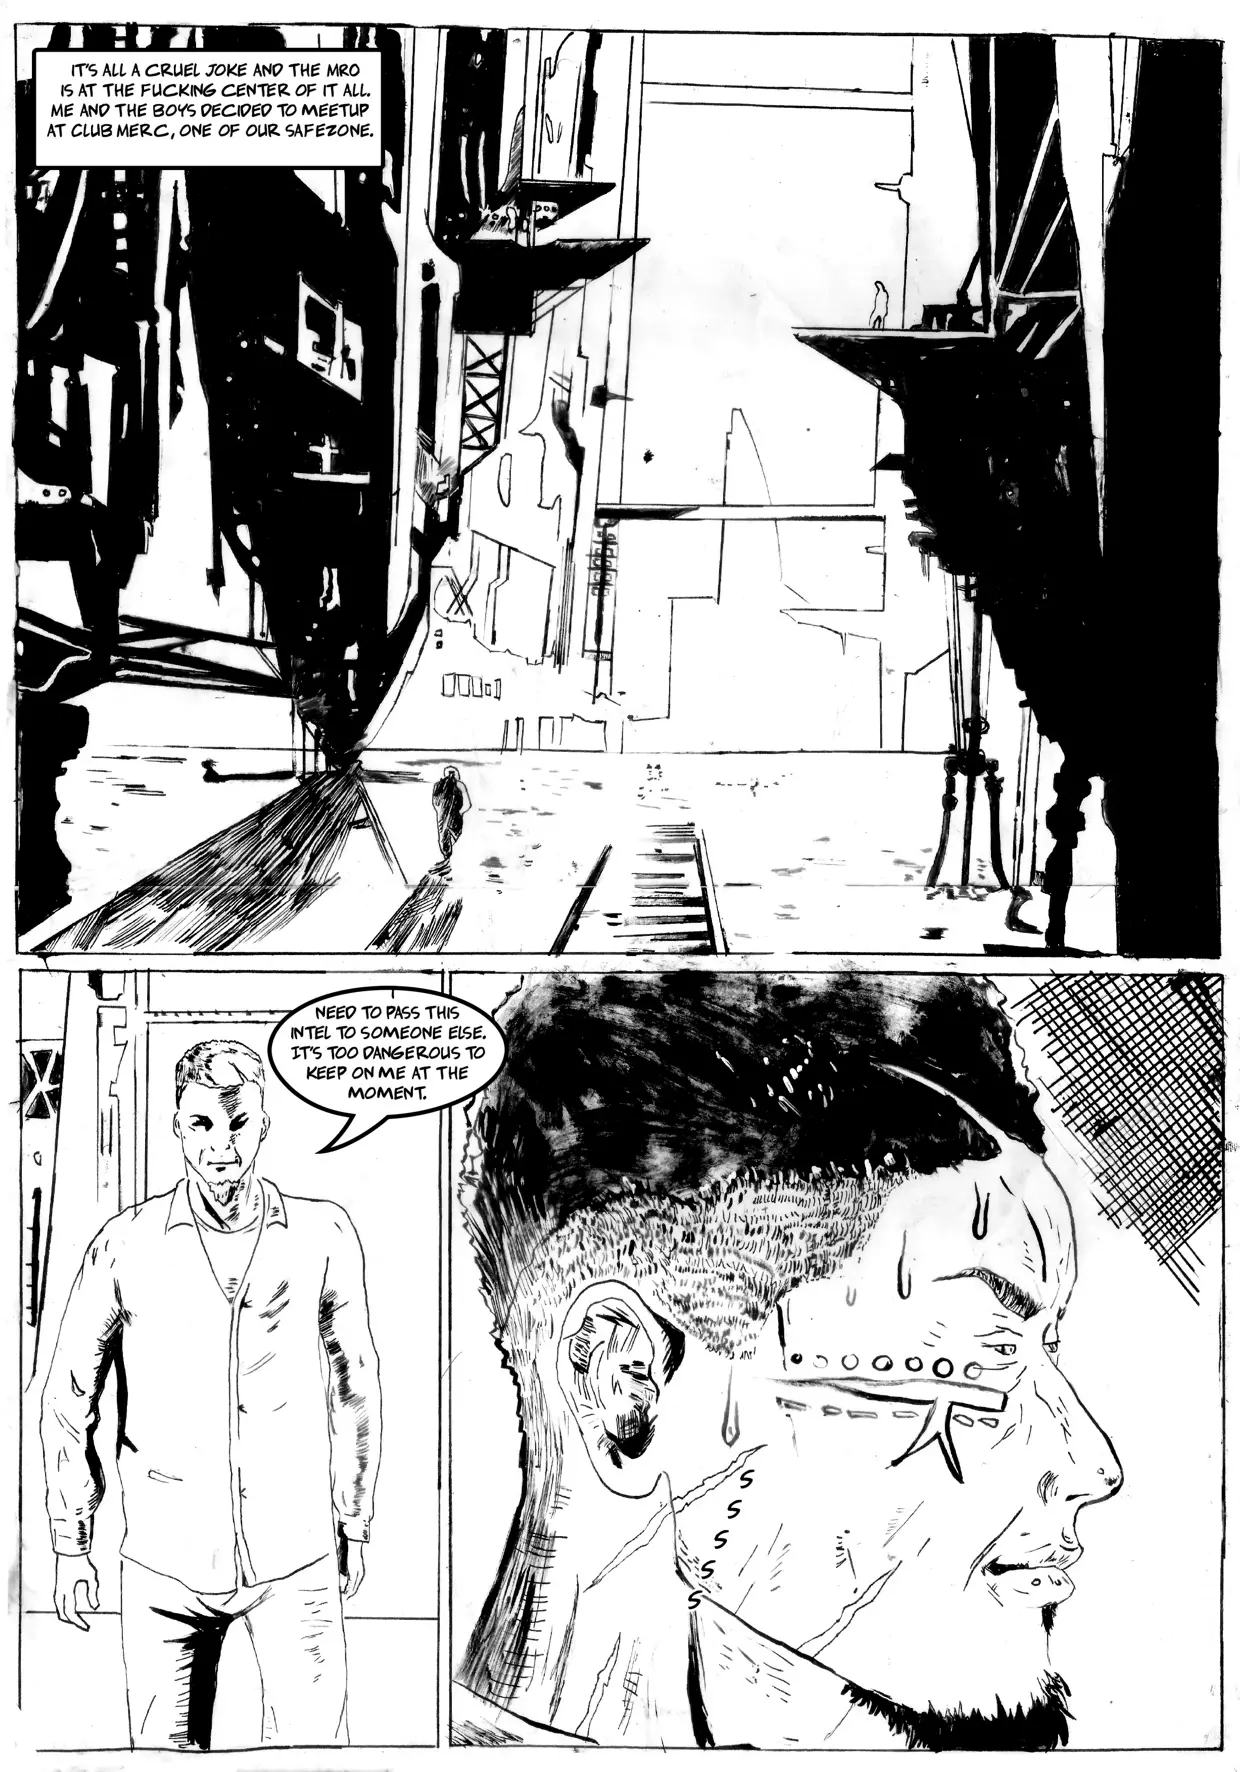 IT'S ALL A CRUEL JOKE AND THE MRO
IS AT THE FUCKING CENTER OF IT ALL.
ME AND THE BOYS DECIDED TO MEETUP
AT CLUB MERC, ONE OF OUR SAFEZONE.
NEED TO PASS THIS
INTEL TO SOMEONE ELSE.
IT'S TOO DANGEROUS TO
KEEP ON ME AT THE
MOMENT.
S
S
S
S
S